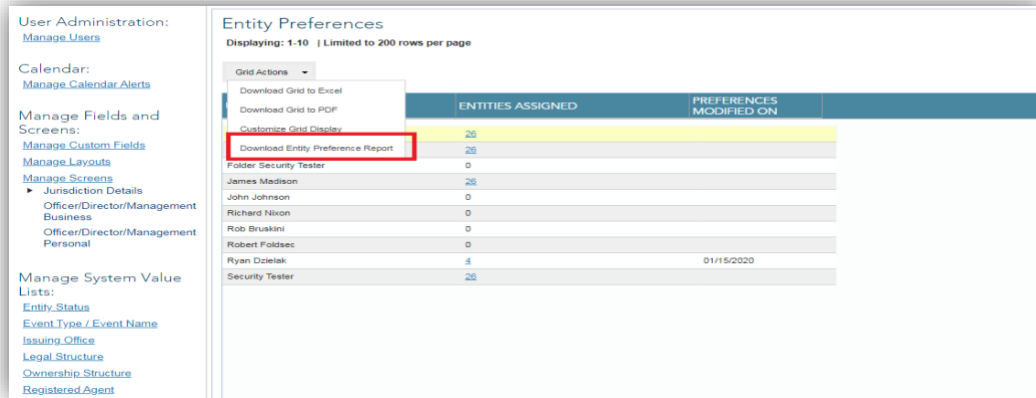 User Administration:
Manage Users
Calendar:
Manage Calendar Alerts
Manage Fields and
Screens:
Manage Custom Fields
Manage Layouts
Manage Screens
Jurisdiction Details
Officer/Director/Management
Business
Officer/Director/Management
Personal
Manage System Value
Lists:
Entity Status
Event Type / Event Name
Issuing Office
Legal Structure
Ownership Structure
Registered Agent
Entity Preferences
Displaying: 1-10 | Limited to 200 rows per page
Grid Actions
Download Grid to Excel
Download Grid to PDF
Customize Grid Display
Download Entity Preference Report
ENTITIES ASSIGNED PREFERENCES
MODIFIED ON
26
26
Folder Security Tester 0
James Madison 26
John Johnson 0
Richard Nixon 0
Rob Bruskini 0
Robert Foldsec 0
Ryan Dzielak 4 01/15/2020
Security Tester 26